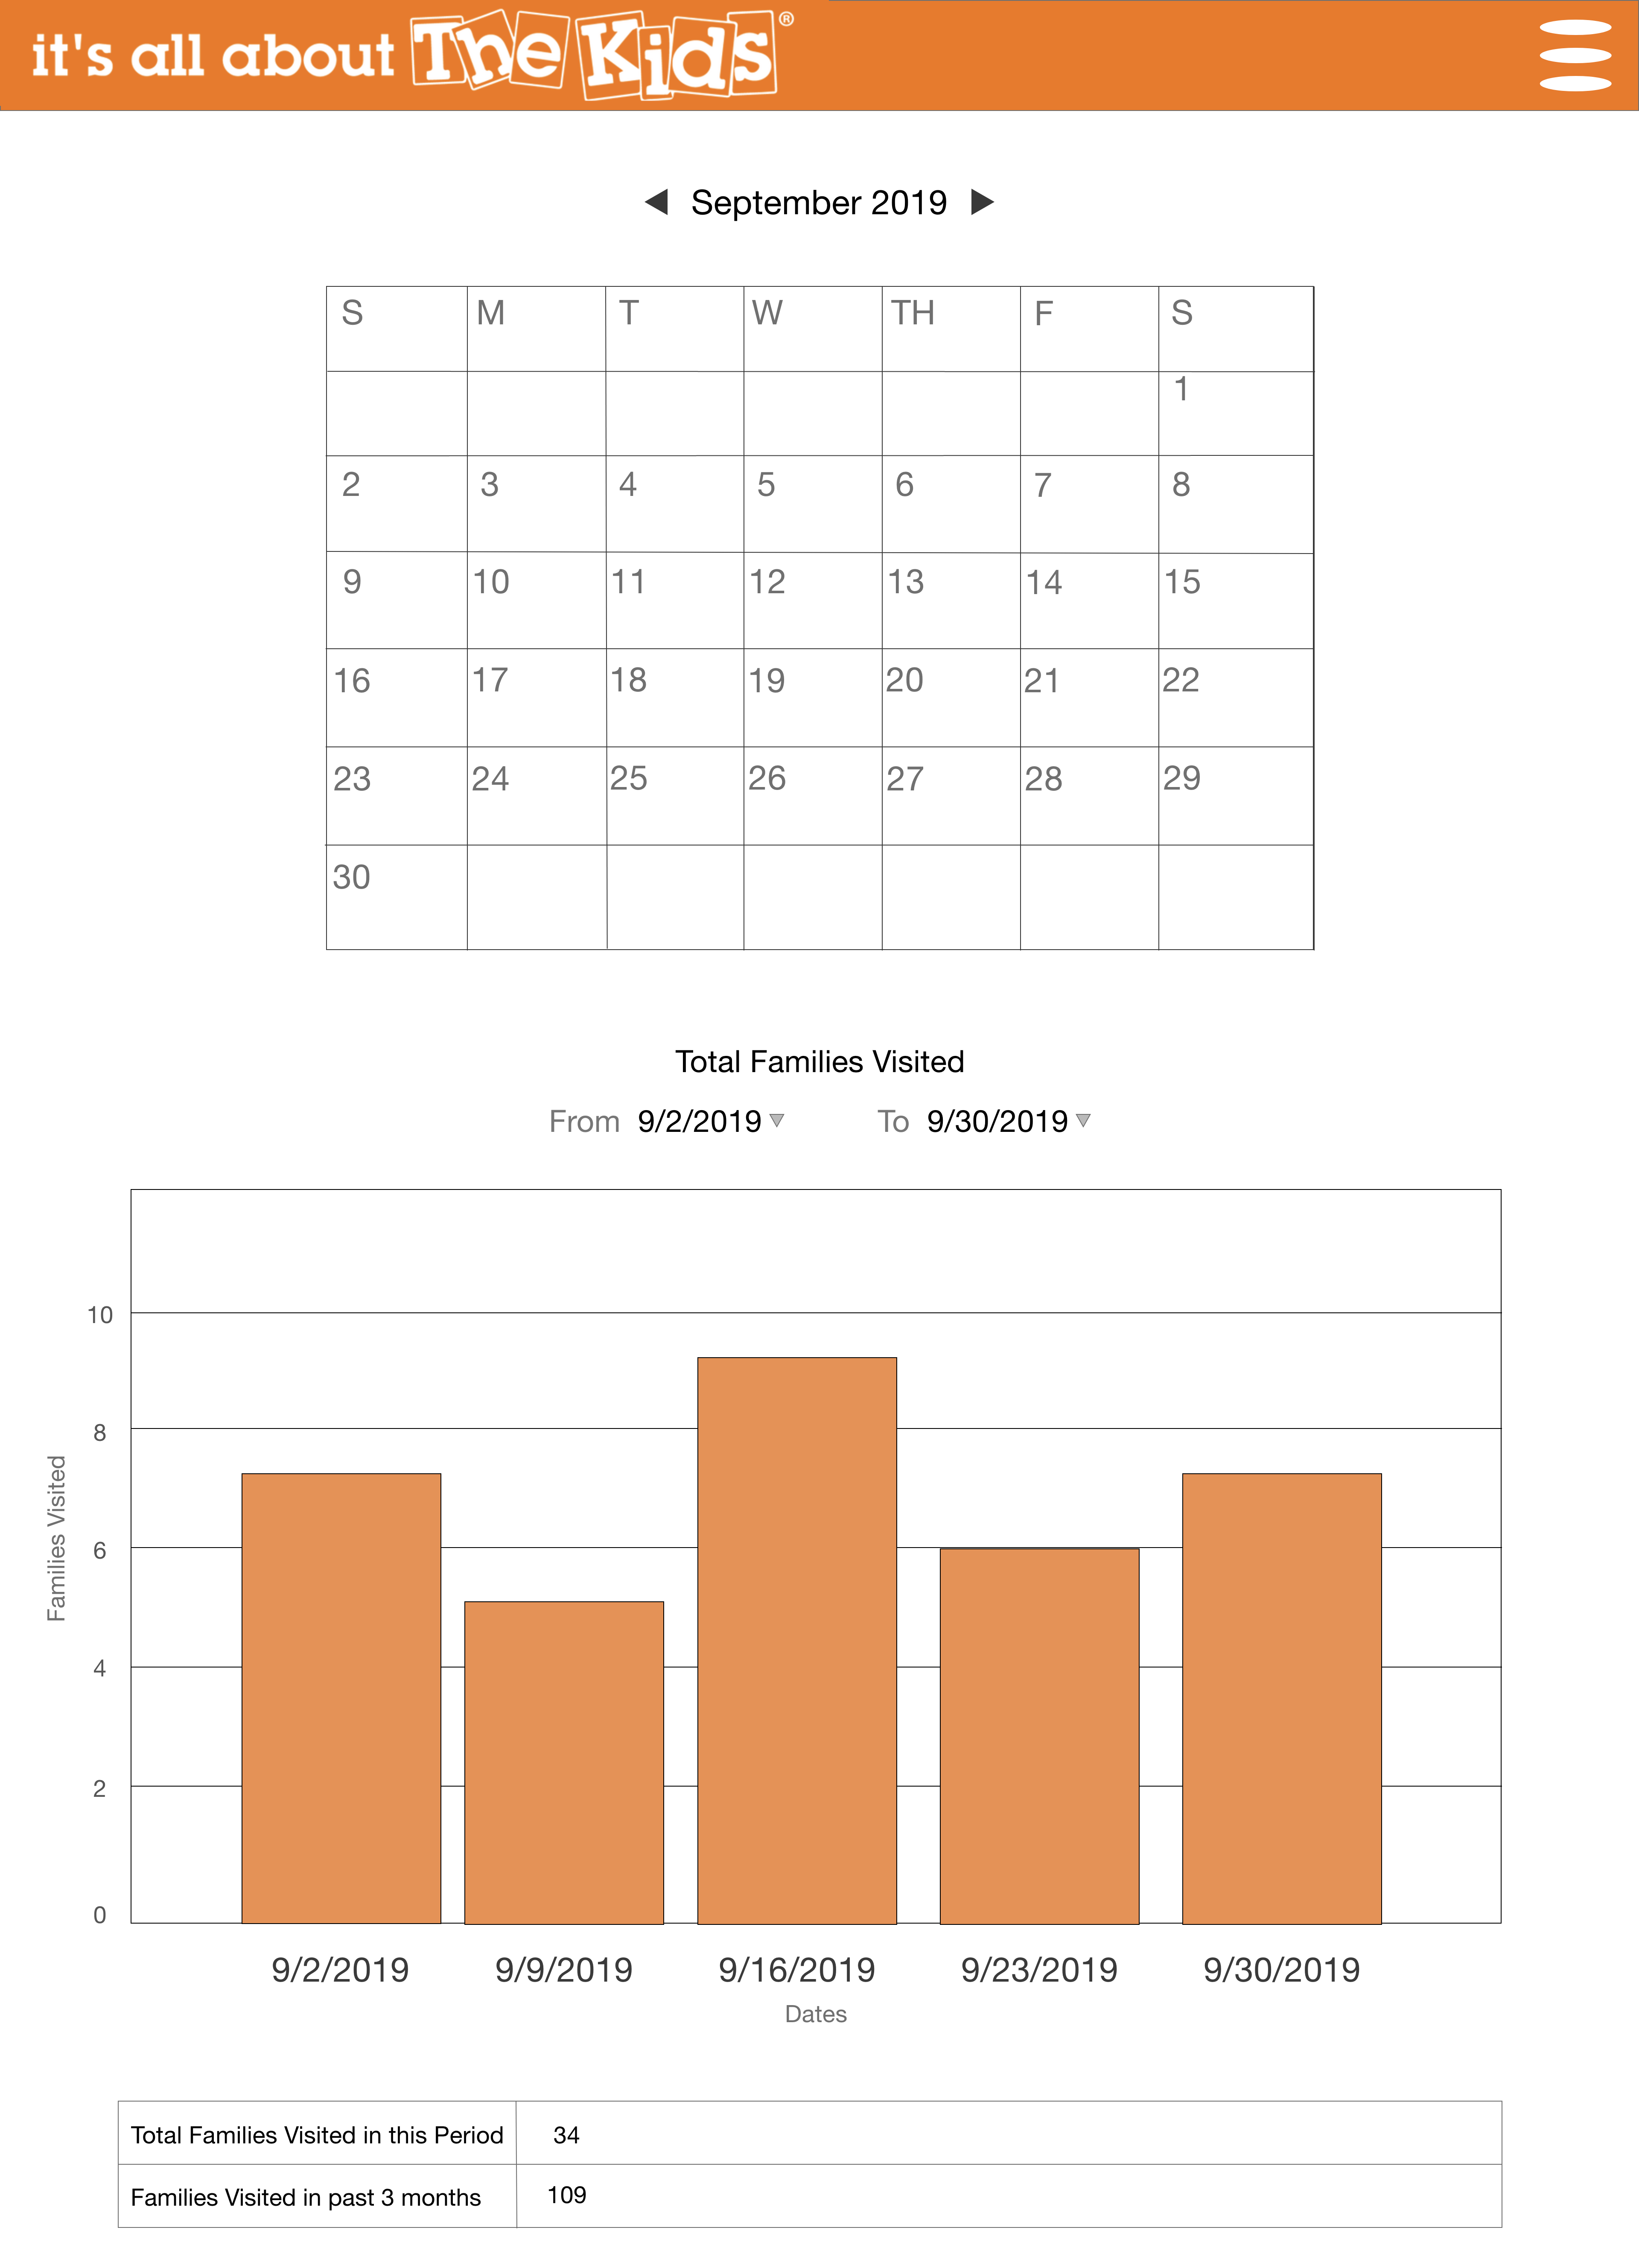 it's all about The Kids®
September 2019
S M T W TH F S
1
2 3 4 5 6 7 8
9 10 11 12 13 14 15
16 17 18 19 20 21 22
23 24 25 26 27 28 29
30
Total Families Visited
From 9/2/2019 To 9/30/2019
10
8
6
4
2
0
Families Visited
9/2/2019 9/9/2019 9/16/2019 9/23/2019 9/30/2019
Dates
Total Families Visited in this Period 34
Families Visited in past 3 months 109